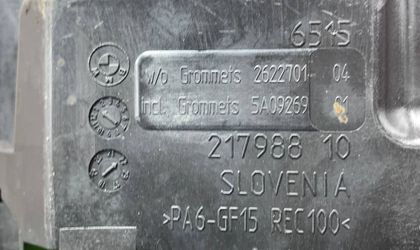 6515
w/o Grommets 2622701 04
Incl. Grommets 5A09269 01
217988 10
SLOVENIA
>PA6-GF15 REC100<